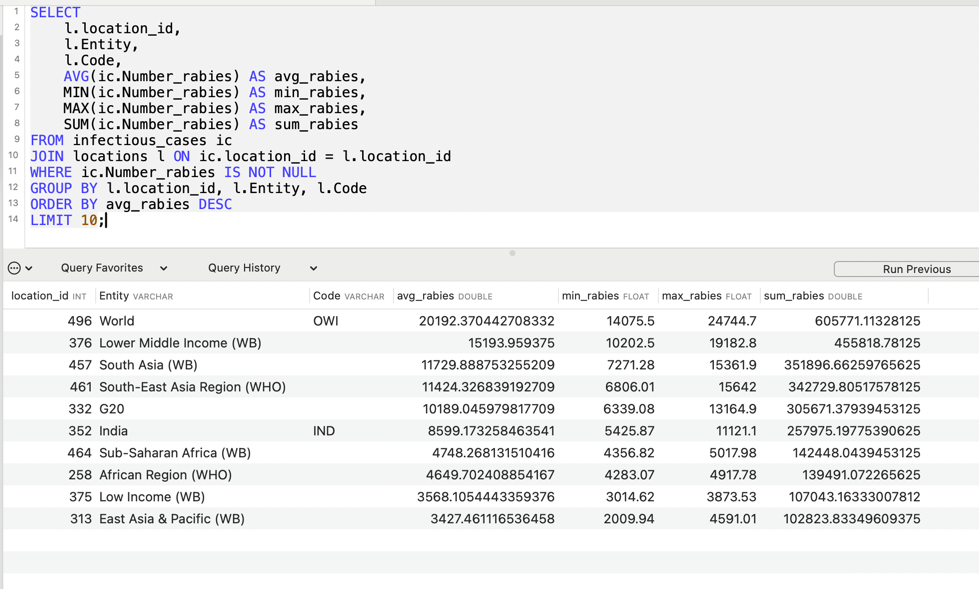 1 SELECT
2 l.location_id,
3 l.Entity,
4 l.Code,
5 AVG(ic.Number_rabies) AS avg_rabies,
6 MIN(ic.Number_rabies) AS min_rabies,
7 MAX(ic.Number_rabies) AS max_rabies,
8 SUM(ic.Number_rabies) AS sum_rabies
9 FROM infectious_cases ic
10 JOIN locations l ON ic.location_id = l.location_id
11 WHERE ic.Number_rabies IS NOT NULL
12 GROUP BY l.location_id, l.Entity, l.Code
13 ORDER BY avg_rabies DESC
14 LIMIT 10;
Query Favorites Query History Run Previous
location_id INT Entity VARCHAR Code VARCHAR avg_rabies DOUBLE min_rabies FLOAT max_rabies FLOAT sum_rabies DOUBLE
496 World OWI 20192.370442708332 14075.5 24744.7 605771.11328125
376 Lower Middle Income (WB) 15193.959375 10202.5 19182.8 455818.78125
457 South Asia (WB) 11729.888753255209 7271.28 15361.9 351896.66259765625
461 South-East Asia Region (WHO) 11424.326839192709 6806.01 15642 342729.80517578125
332 G20 10189.045979817709 6339.08 13164.9 305671.37939453125
352 India IND 8599.173258463541 5425.87 11121.1 257975.19775390625
464 Sub-Saharan Africa (WB) 4748.268131510416 4356.82 5017.98 142448.0439453125
258 African Region (WHO) 4649.702408854167 4283.07 4917.78 139491.072265625
375 Low Income (WB) 3568.1054443359376 3014.62 3873.53 107043.16333007812
313 East Asia & Pacific (WB) 3427.461116536458 2009.94 4591.01 102823.83349609375